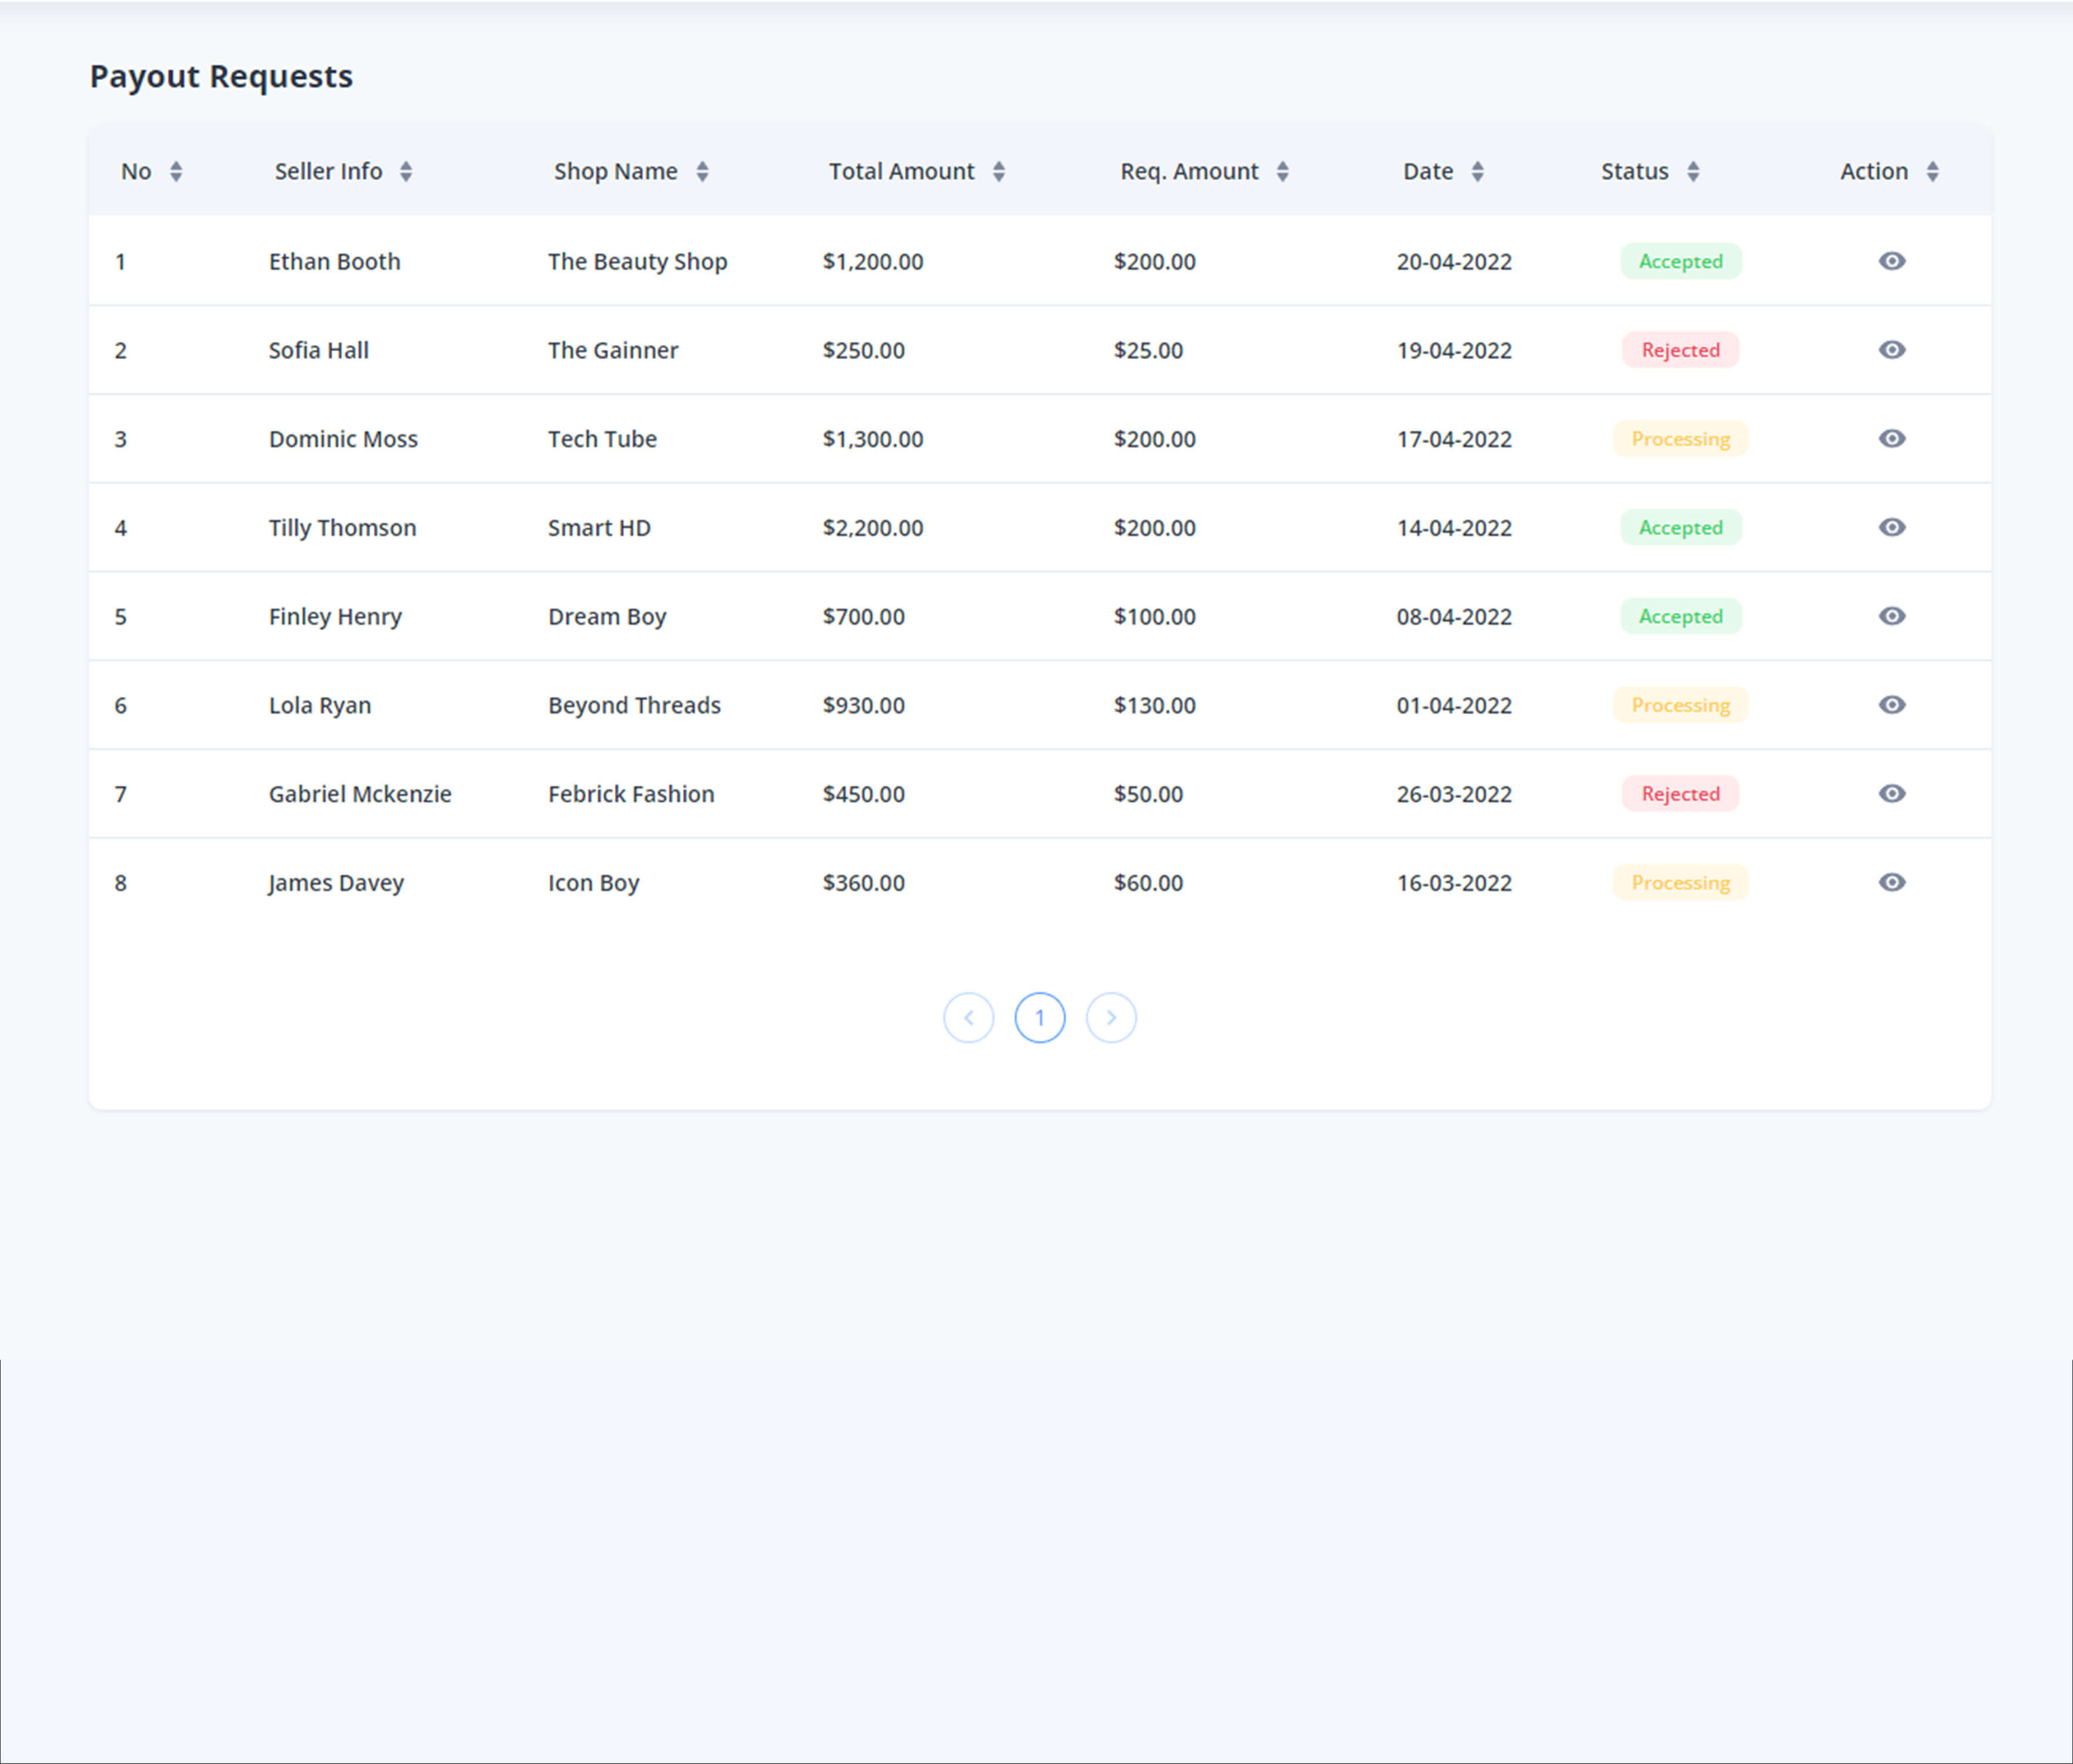 Payout Requests
No Seller Info Shop Name Total Amount Req. Amount Date Status Action
1 Ethan Booth The Beauty Shop $1,200.00 $200.00 20-04-2022 Accepted
2 Sofia Hall The Gainner $250.00 $25.00 19-04-2022 Rejected
3 Dominic Moss Tech Tube $1,300.00 $200.00 17-04-2022 Processing
4 Tilly Thomson Smart HD $2,200.00 $200.00 14-04-2022 Accepted
5 Finley Henry Dream Boy $700.00 $100.00 08-04-2022 Accepted
6 Lola Ryan Beyond Threads $930.00 $130.00 01-04-2022 Processing
7 Gabriel Mckenzie Febrick Fashion $450.00 $50.00 26-03-2022 Rejected
8 James Davey Icon Boy $360.00 $60.00 16-03-2022 Processing
1